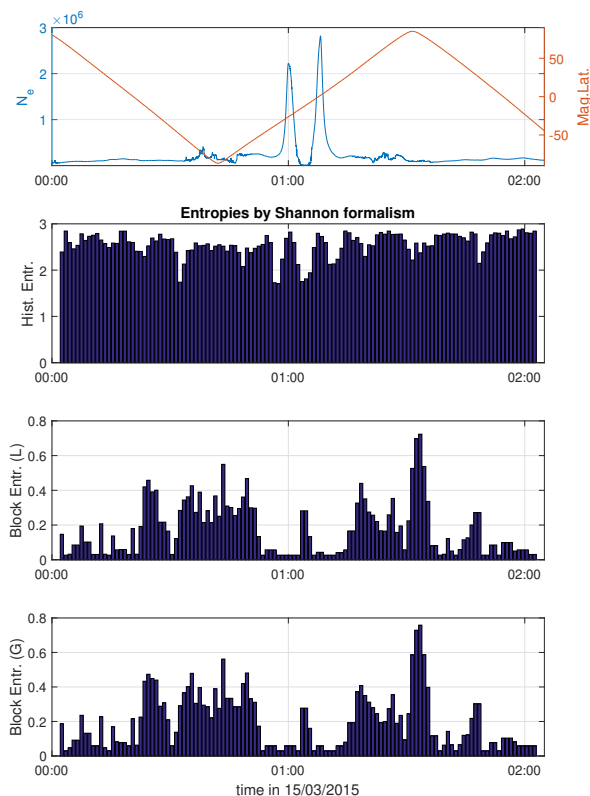 3 ×10⁶
2
1
Nₑ
50
0
-50
Mag.Lat.
00:00 01:00 02:00
Entropies by Shannon formalism
3
2
1
0
Hist. Entr.
00:00 01:00 02:00
0.8
0.6
0.4
0.2
0
Block Entr. (L)
00:00 01:00 02:00
0.8
0.6
0.4
0.2
0
Block Entr. (G)
00:00 01:00 02:00
time in 15/03/2015